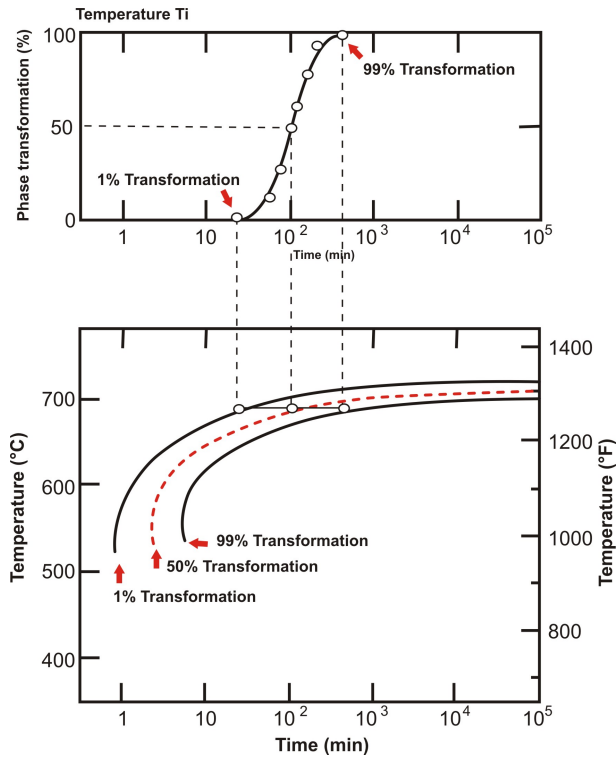 Temperature Ti
Phase transformation (%)
100
50
0
99% Transformation
1% Transformation
1 10 10² 10³ 10⁴ 10⁵
Time (min)
Temperature (°C)
700
600
500
400
Temperature (°F)
1400
1200
1000
800
99% Transformation
50% Transformation
1% Transformation
1 10 10² 10³ 10⁴ 10⁵
Time (min)